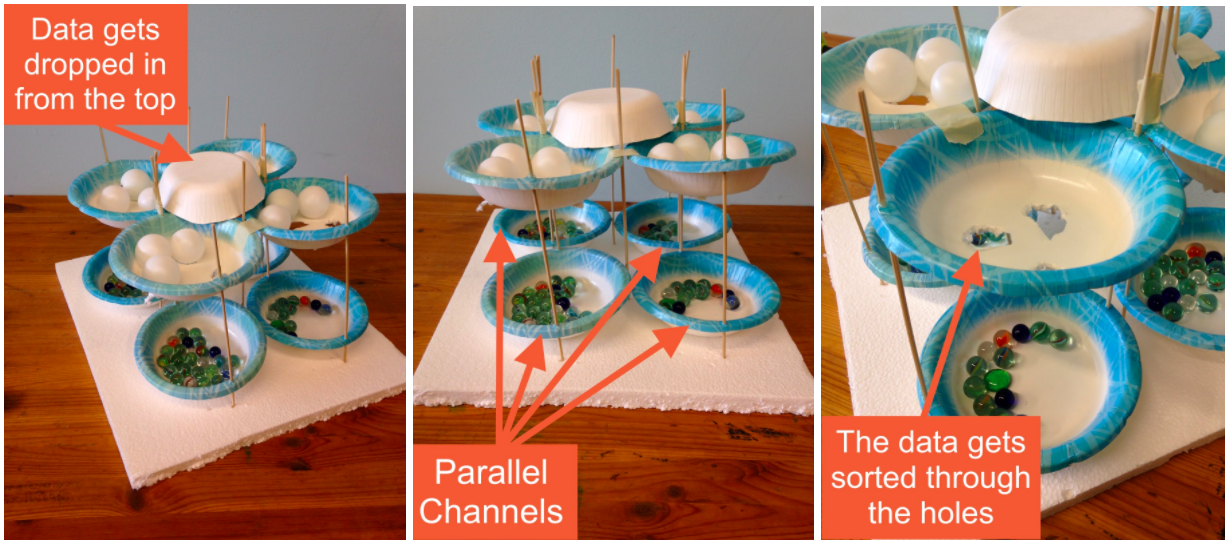 Data gets
dropped in
from the top
Parallel
Channels
The data gets
sorted through
the holes